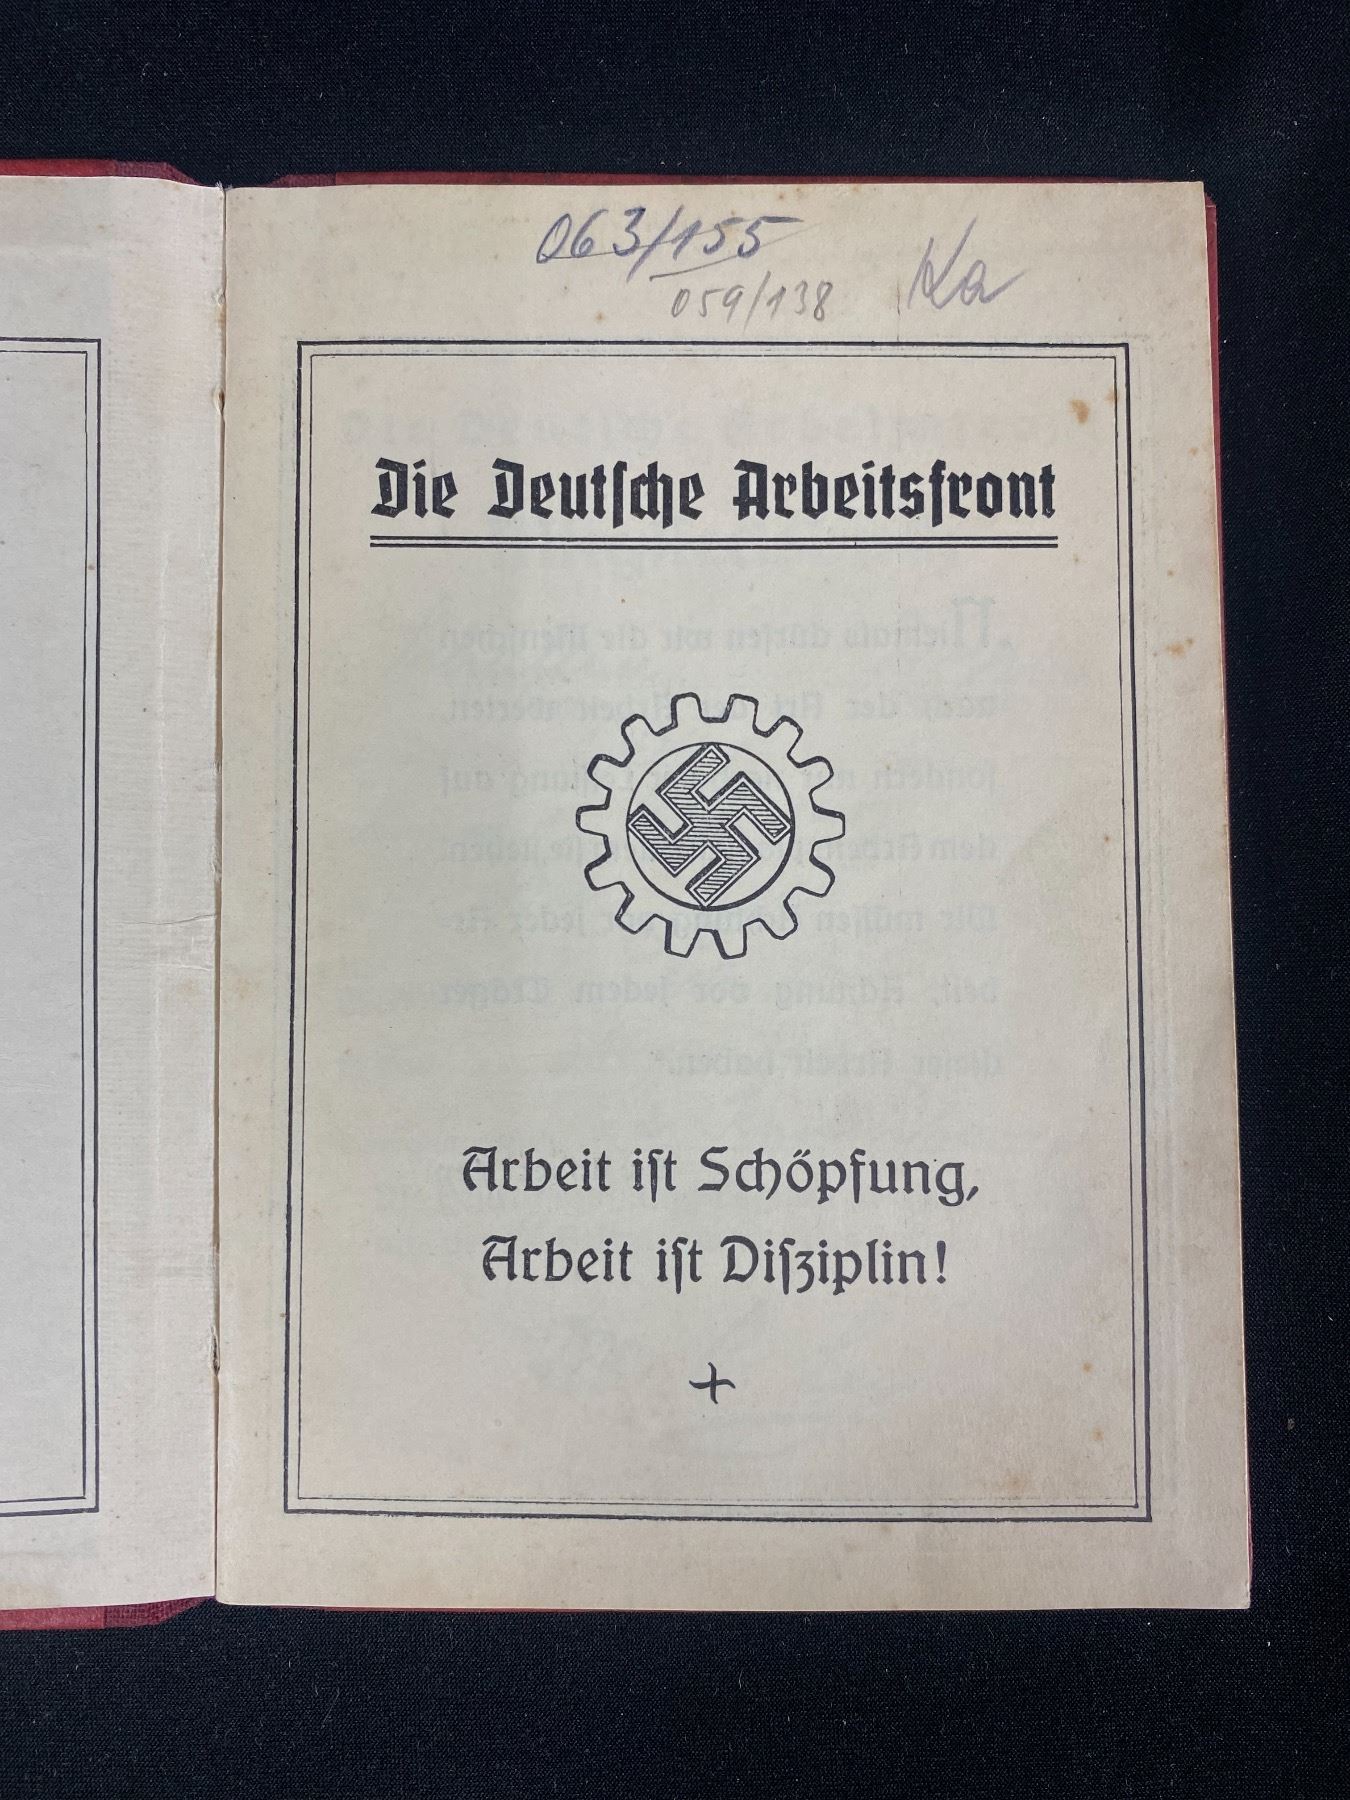 063/155
059/138
Ka
Die Deutsche Arbeitsfront
Arbeit ist Schöpfung,
Arbeit ist Disziplin!